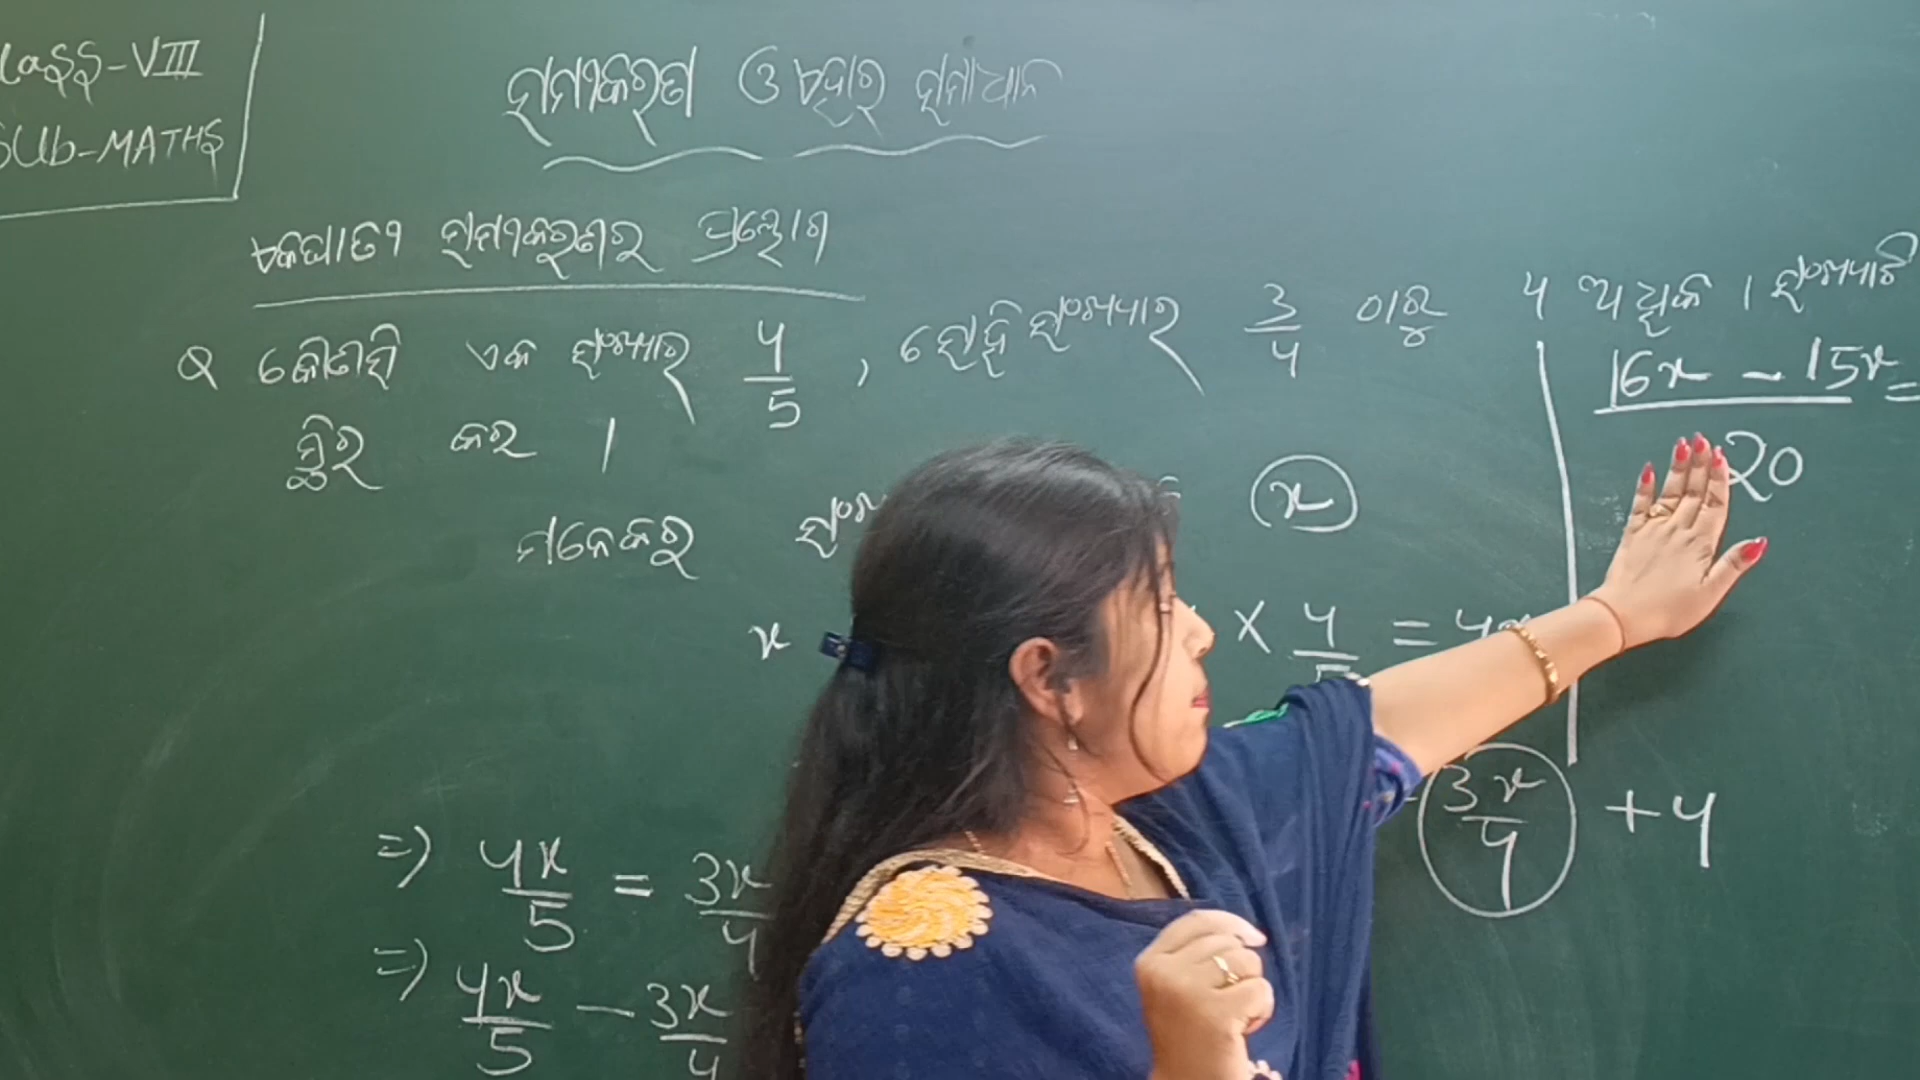 lass-VIII
Sub-MATHS
ସମୀକରଣ ଓ ଏହାର ସମାଧାନ
ଏକଘାତୀ ସମୀକରଣର ପ୍ରୟୋଗ
Q କୌଣସି ଏକ ସଂଖ୍ୟାର 4/5 , ସେହି ସଂଖ୍ୟାର 3/4 ଠାରୁ 4 ଅଧିକ । ସଂଖ୍ୟାଟି
ସ୍ଥିର କର ।
ମନେକର x
x × 4/5 = 4x
3x/4 + 4
=) 4x/5 = 3x/4
=) 4x/5 - 3x/4
16x - 15x / 20 =